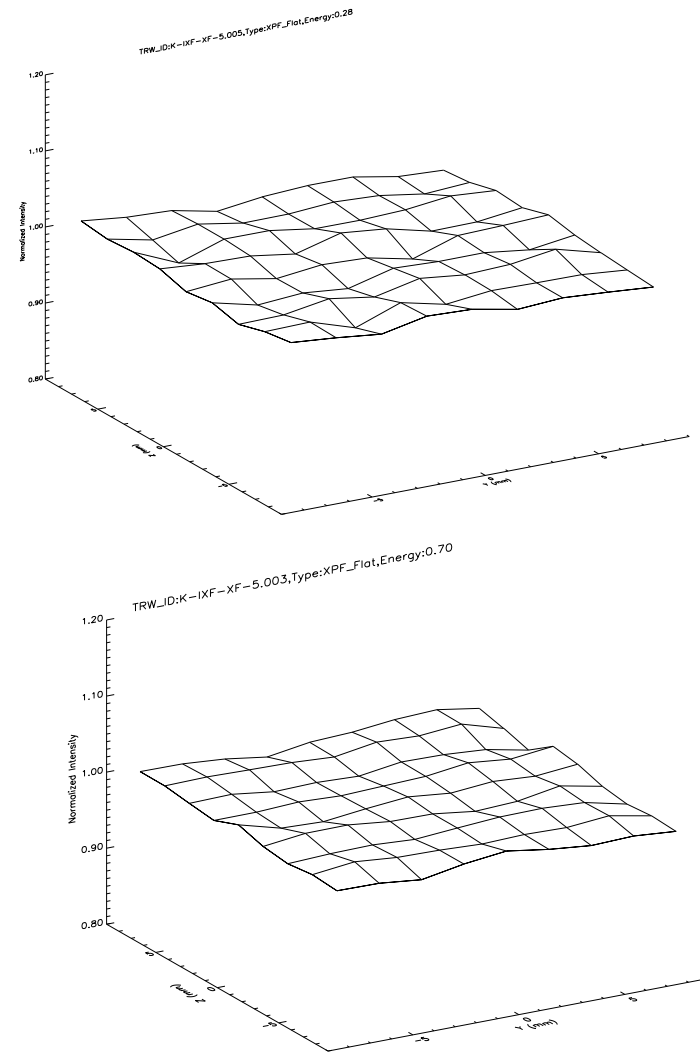 TRW_ID:K-IXF-XF-5.005,Type:XPF_Flat,Energy:0.28
1.20
1.10
1.00
0.90
0.80
Normalized Intensity
5
0
-5
Z (mm)
-5
0
5
Y (mm)
TRW_ID:K-IXF-XF-5.003,Type:XPF_Flat,Energy:0.70
1.20
1.10
1.00
0.90
0.80
Normalized Intensity
5
0
-5
Z (mm)
-5
0
5
Y (mm)